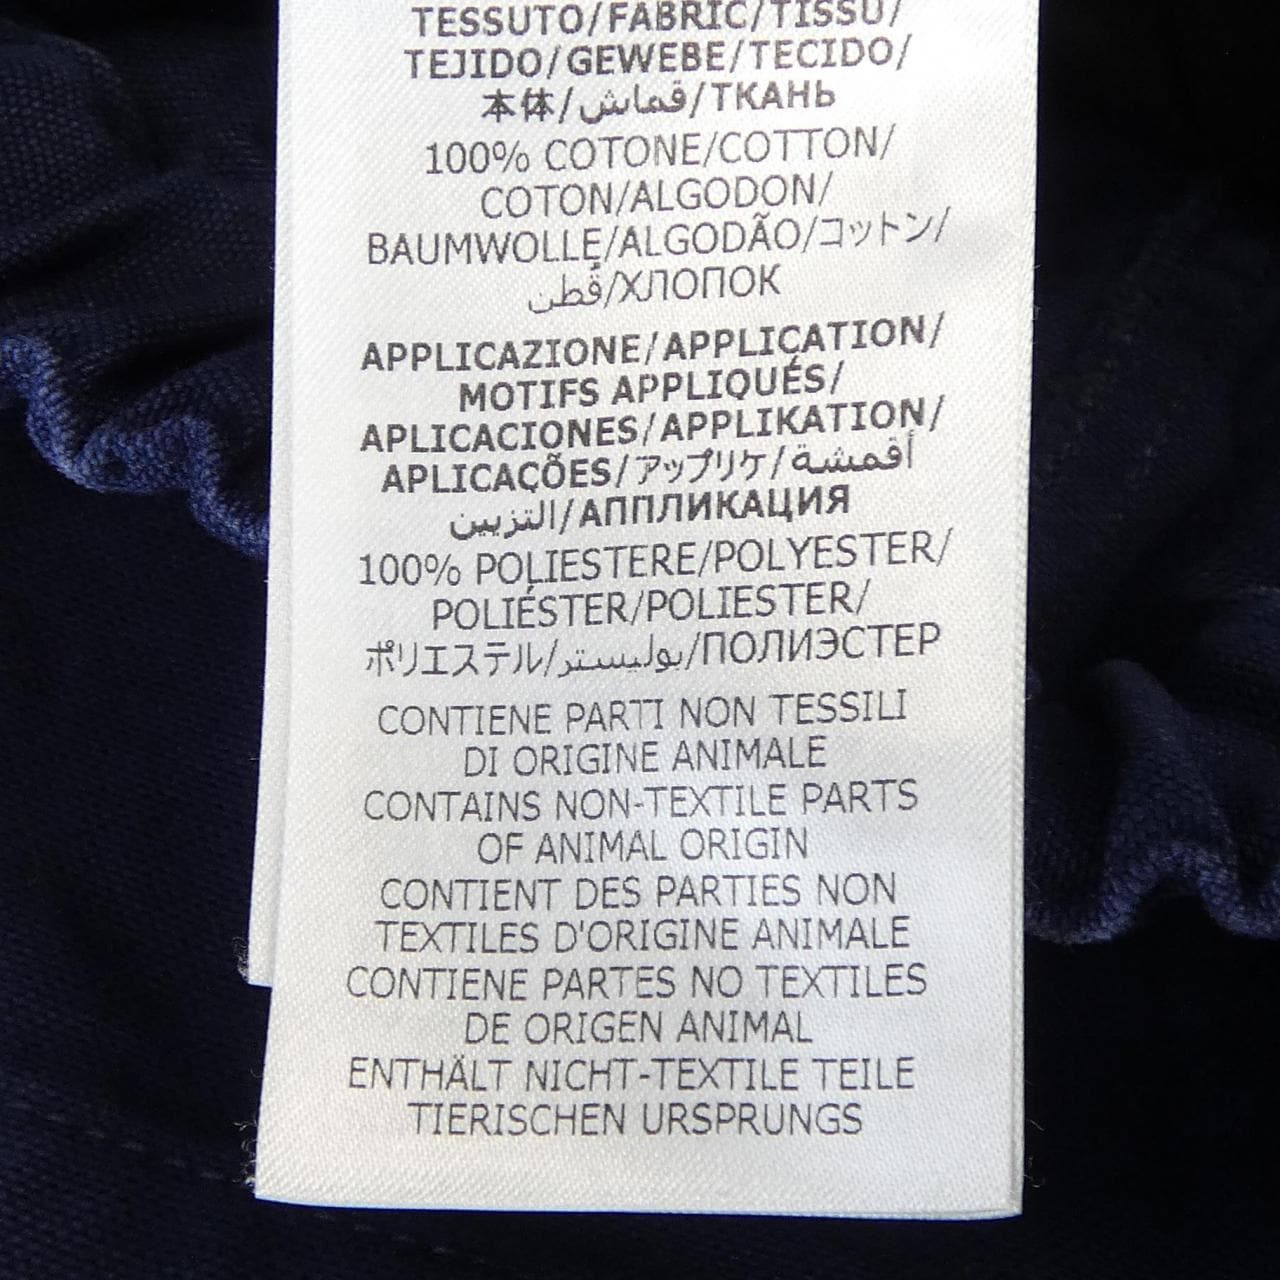 TESSUTO/FABRIC/TISSU/
TEJIDO/GEWEBE/TECIDO/
本体/قماش/ТКАНЬ
100% COTONE/COTTON/
COTON/ALGODON/
BAUMWOLLE/ALGODÃO/コットン/
قطن/ХЛОПОК
APPLICAZIONE/APPLICATION/
MOTIFS APPLIQUÉS/
APLICACIONES/APPLIKATION/
APLICAÇÕES/アップリケ/أقمشة
التزيين/АППЛИКАЦИЯ
100% POLIESTERE/POLYESTER/
POLIÉSTER/POLIESTER/
ポリエステル/بوليستر/ПОЛИЭСТЕР
CONTIENE PARTI NON TESSILI
DI ORIGINE ANIMALE
CONTAINS NON-TEXTILE PARTS
OF ANIMAL ORIGIN
CONTIENT DES PARTIES NON
TEXTILES D'ORIGINE ANIMALE
CONTIENE PARTES NO TEXTILES
DE ORIGEN ANIMAL
ENTHÄLT NICHT-TEXTILE TEILE
TIERISCHEN URSPRUNGS